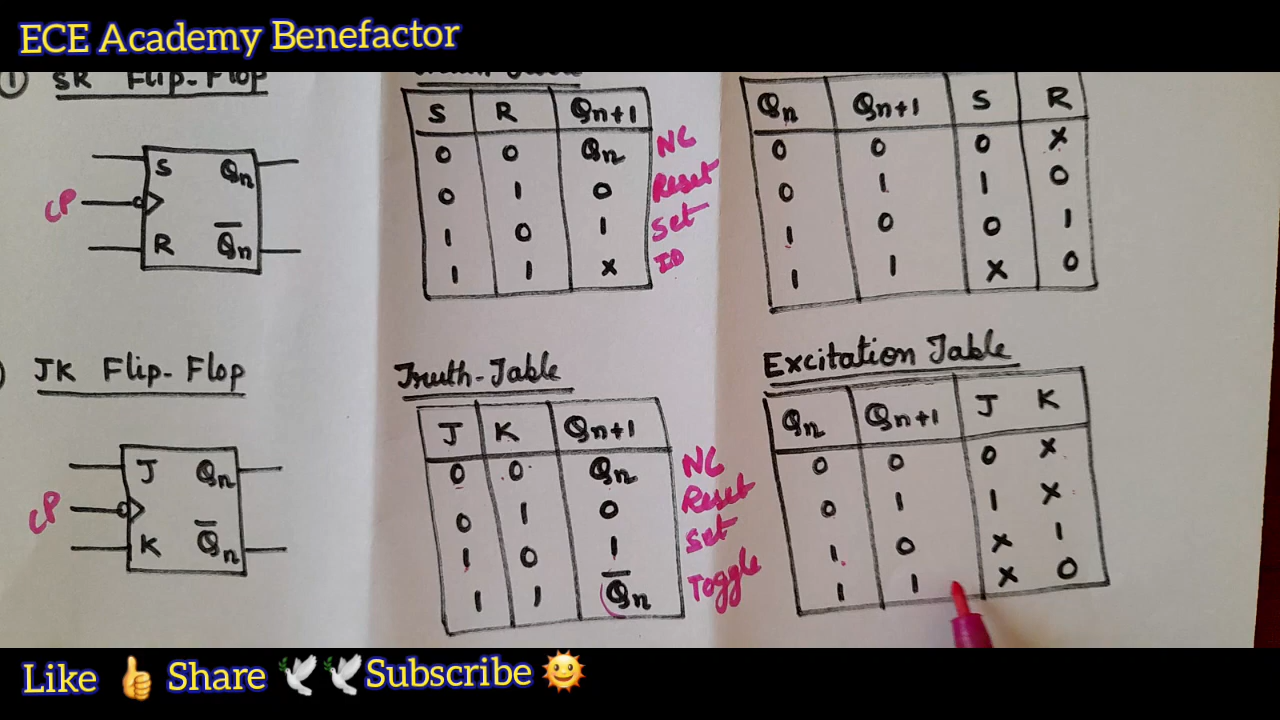 ECE Academy Benefactor
① SR Flip-Flop
S R Qn+1
0 0 Qn NC
0 1 0 Reset
1 0 1 Set
1 1 X ID
Qn Qn+1 S R
0 0 0 X
0 1 1 0
1 0 0 1
1 1 X 0
CP
S Qn
R Q̅n
JK Flip-Flop
Truth-Table
J K Qn+1
0 0 Qn NC
0 1 0 Reset
1 0 1 Set
1 1 Q̅n Toggle
Excitation Table
Qn Qn+1 J K
0 0 0 X
0 1 1 X
1 0 X 1
1 1 X 0
CP
J Qn
K Q̅n
Like 👍 Share 🕊🕊 Subscribe 🌞